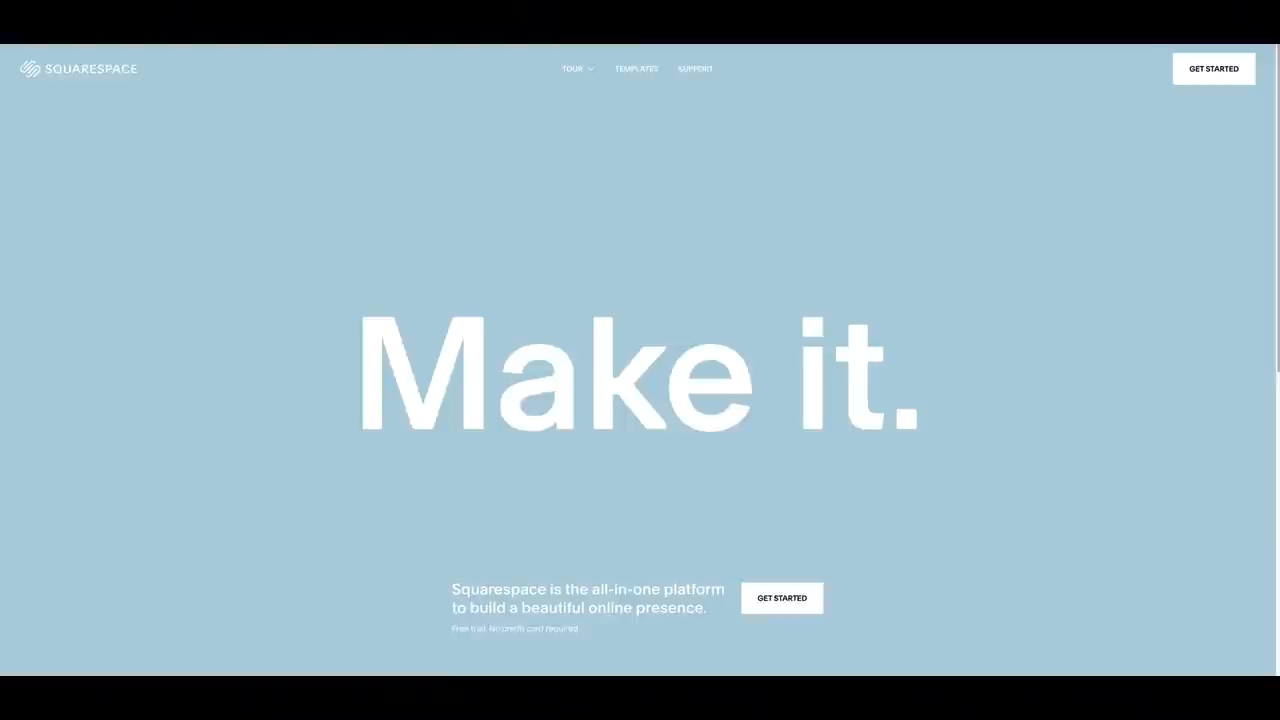 SQUARESPACE
TOUR TEMPLATES SUPPORT
GET STARTED
Make it.
Squarespace is the all-in-one platform
to build a beautiful online presence.
GET STARTED
Free trial. No credit card required.